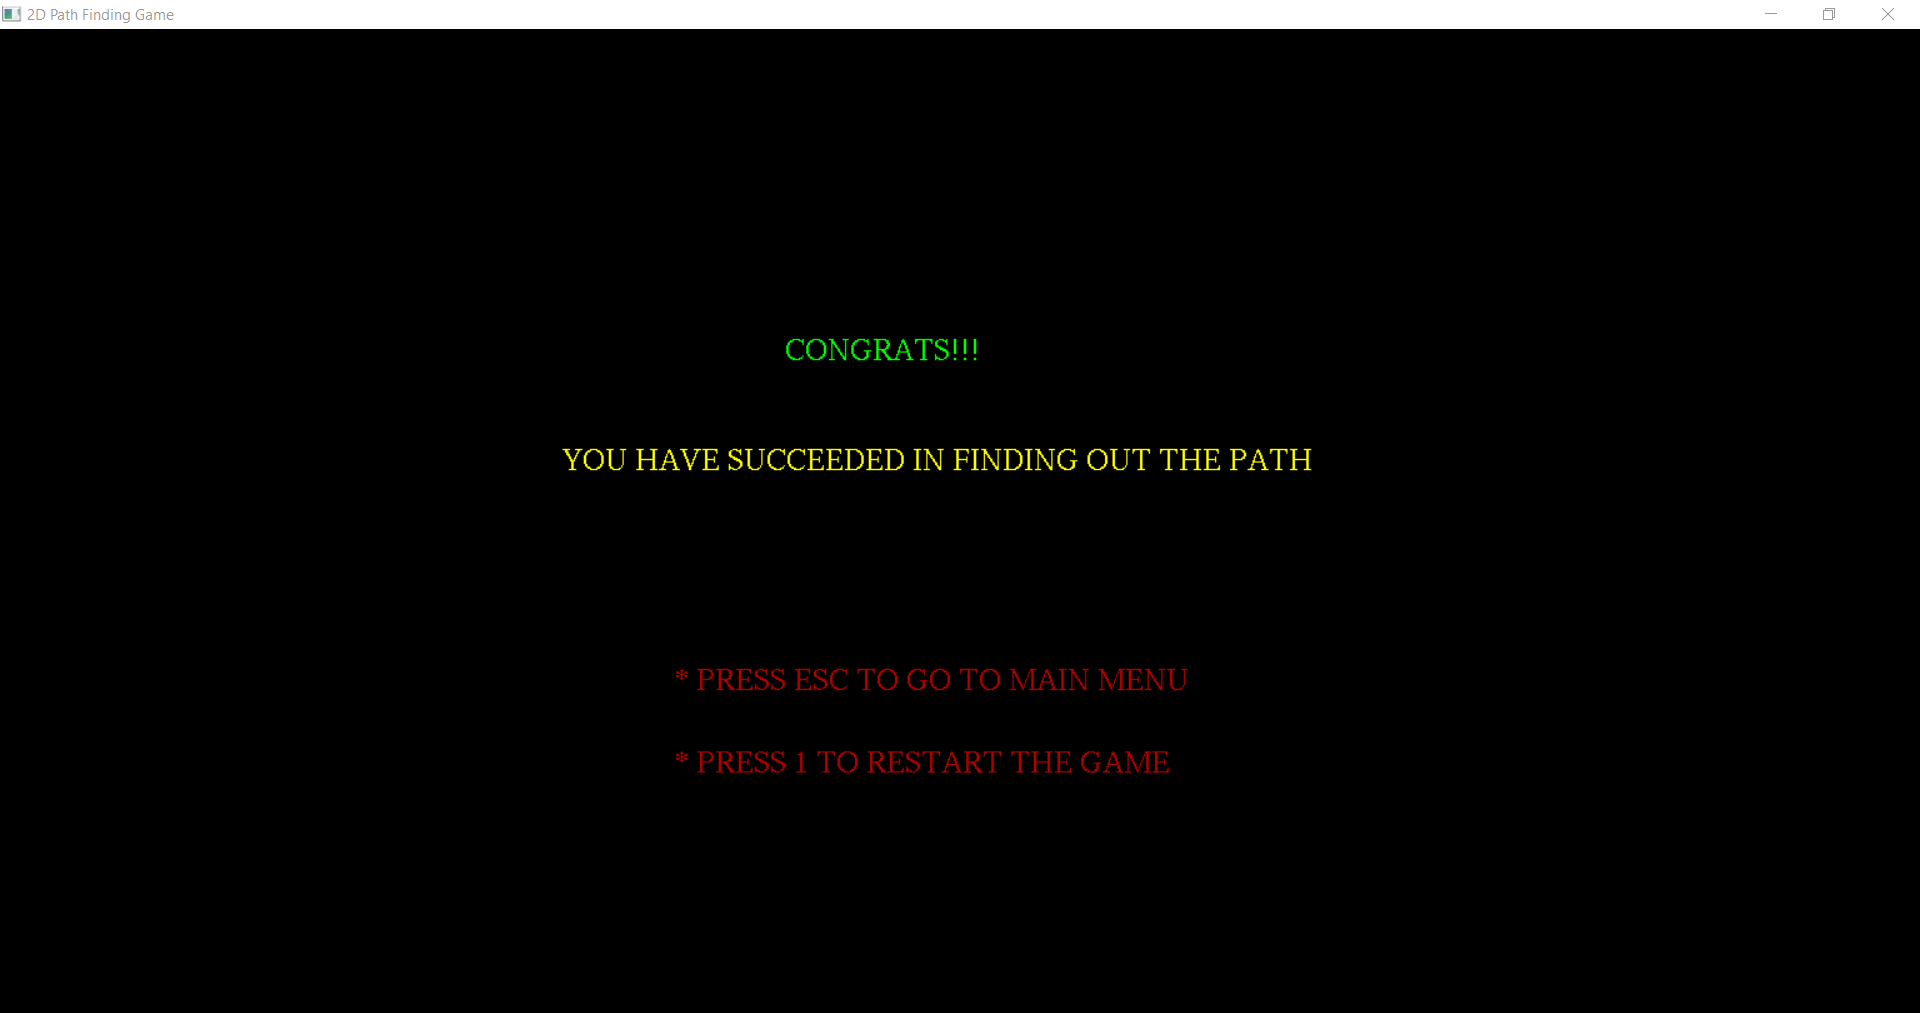 2D Path Finding Game
CONGRATS!!!
YOU HAVE SUCCEEDED IN FINDING OUT THE PATH
* PRESS ESC TO GO TO MAIN MENU
* PRESS 1 TO RESTART THE GAME